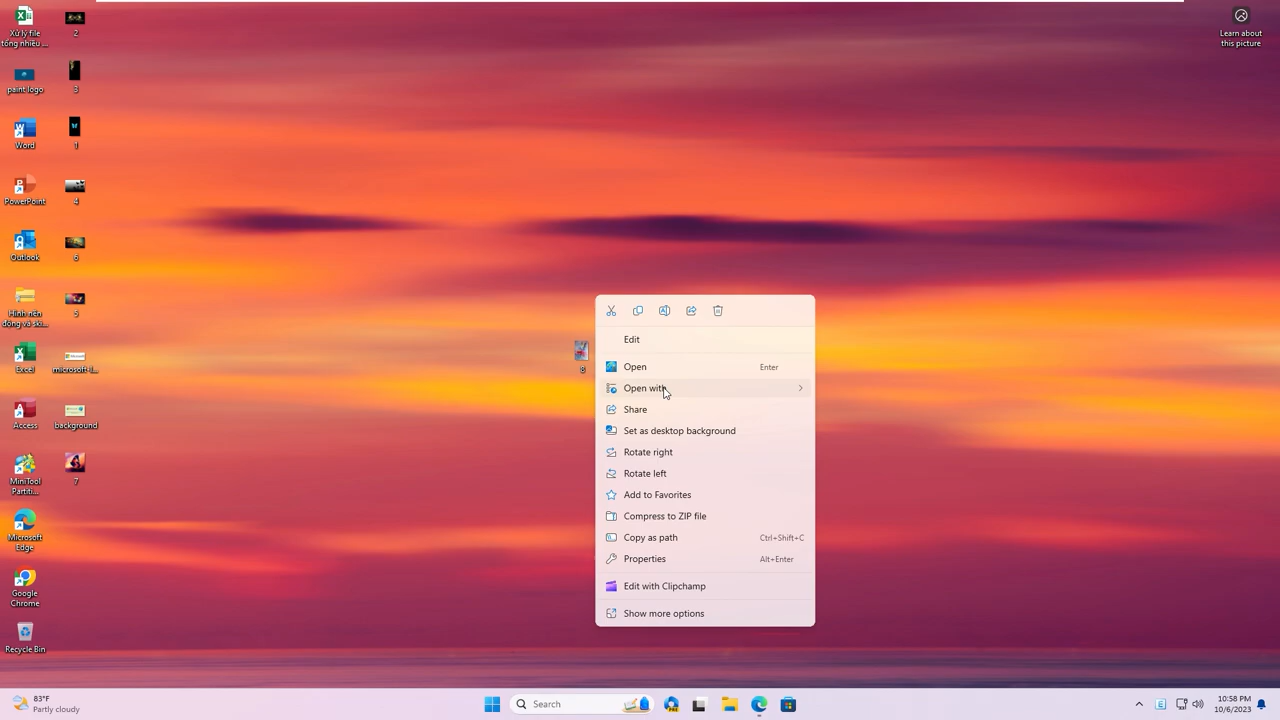 Xử lý file
tổng nhiều ...
2
Learn about
this picture
paint logo
3
Word
1
PowerPoint
4
Outlook
6
Hình nền
động và ski...
5
Excel
microsoft-l...
Access
background
MiniTool
Partiti...
7
Microsoft
Edge
Google
Chrome
Recycle Bin
8
Edit
Open Enter
Open with
Share
Set as desktop background
Rotate right
Rotate left
Add to Favorites
Compress to ZIP file
Copy as path Ctrl+Shift+C
Properties Alt+Enter
Edit with Clipchamp
Show more options
83°F
Partly cloudy
Search
10:58 PM
10/6/2023